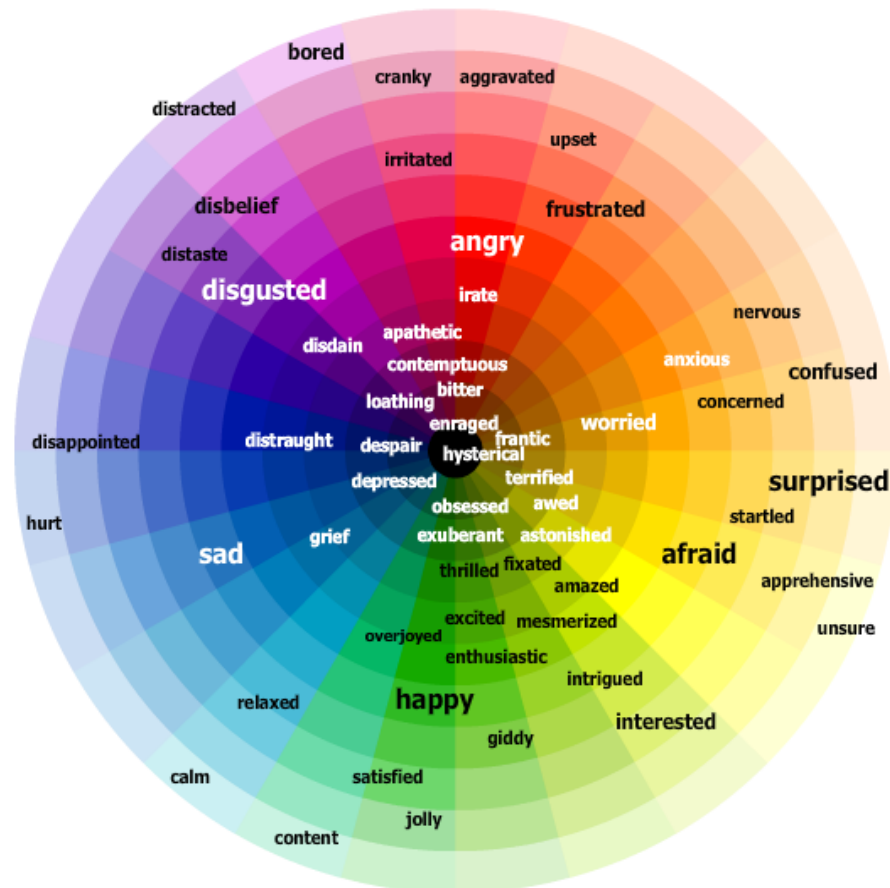 bored
cranky
aggravated
distracted
upset
irritated
disbelief
frustrated
angry
distaste
disgusted
irate
nervous
apathetic
disdain
anxious
contemptuous
confused
bitter
loathing
concerned
enraged
worried
disappointed
distraught
despair
frantic
hysterical
depressed
terrified
surprised
obsessed
awed
startled
hurt
grief
exuberant
astonished
sad
afraid
thrilled
fixated
amazed
apprehensive
excited
mesmerized
unsure
overjoyed
enthusiastic
intrigued
happy
relaxed
interested
giddy
calm
satisfied
jolly
content